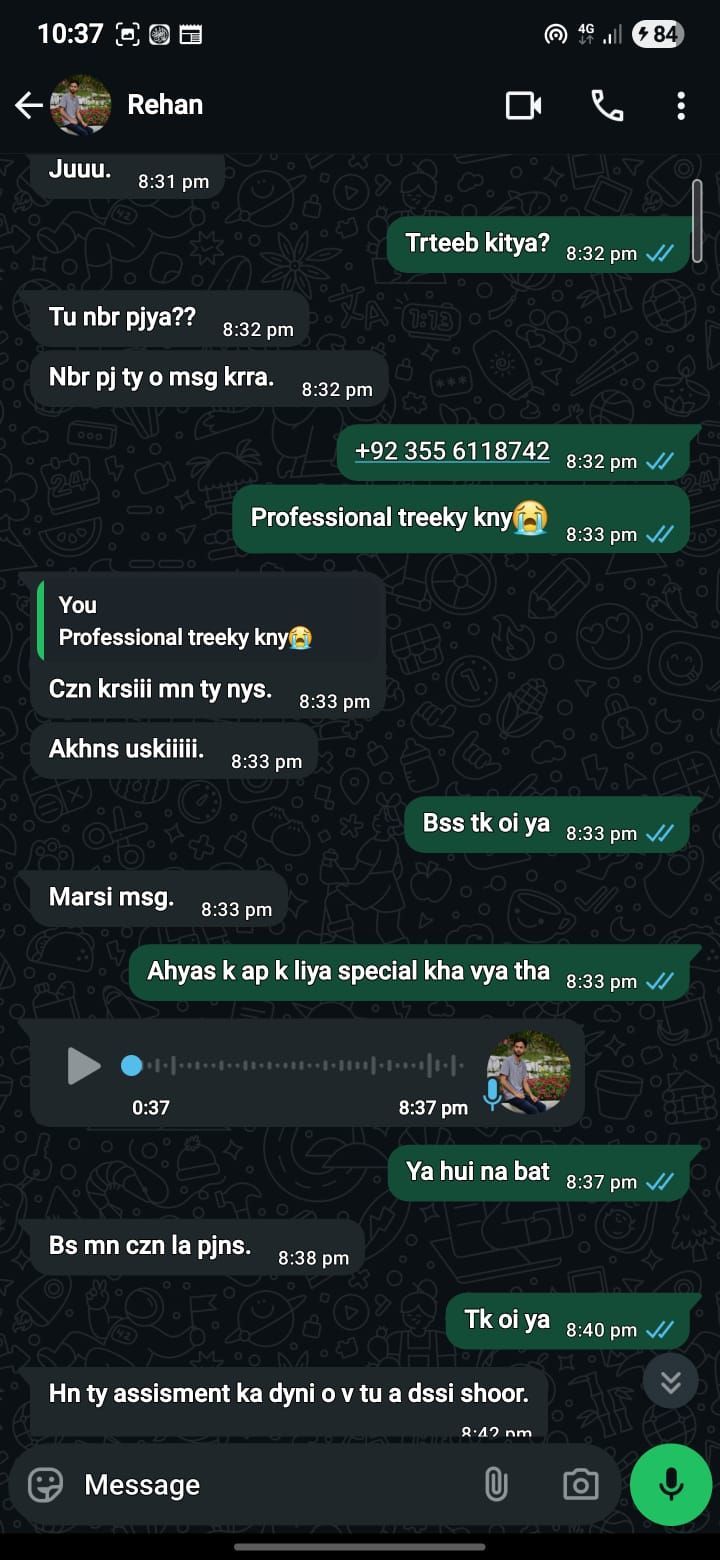 10:37
4G
84
Rehan
Juuu. 8:31 pm
Trteeb kitya? 8:32 pm
Tu nbr pjya?? 8:32 pm
Nbr pj ty o msg krra. 8:32 pm
+92 355 6118742 8:32 pm
Professional treeky kny😭 8:33 pm
You
Professional treeky kny😭
Czn krsiii mn ty nys. 8:33 pm
Akhns uskiiiii. 8:33 pm
Bss tk oi ya 8:33 pm
Marsi msg. 8:33 pm
Ahyas k ap k liya special kha vya tha 8:33 pm
0:37 8:37 pm
Ya hui na bat 8:37 pm
Bs mn czn la pjns. 8:38 pm
Tk oi ya 8:40 pm
Hn ty assisment ka dyni o v tu a dssi shoor.
8:42 pm
Message